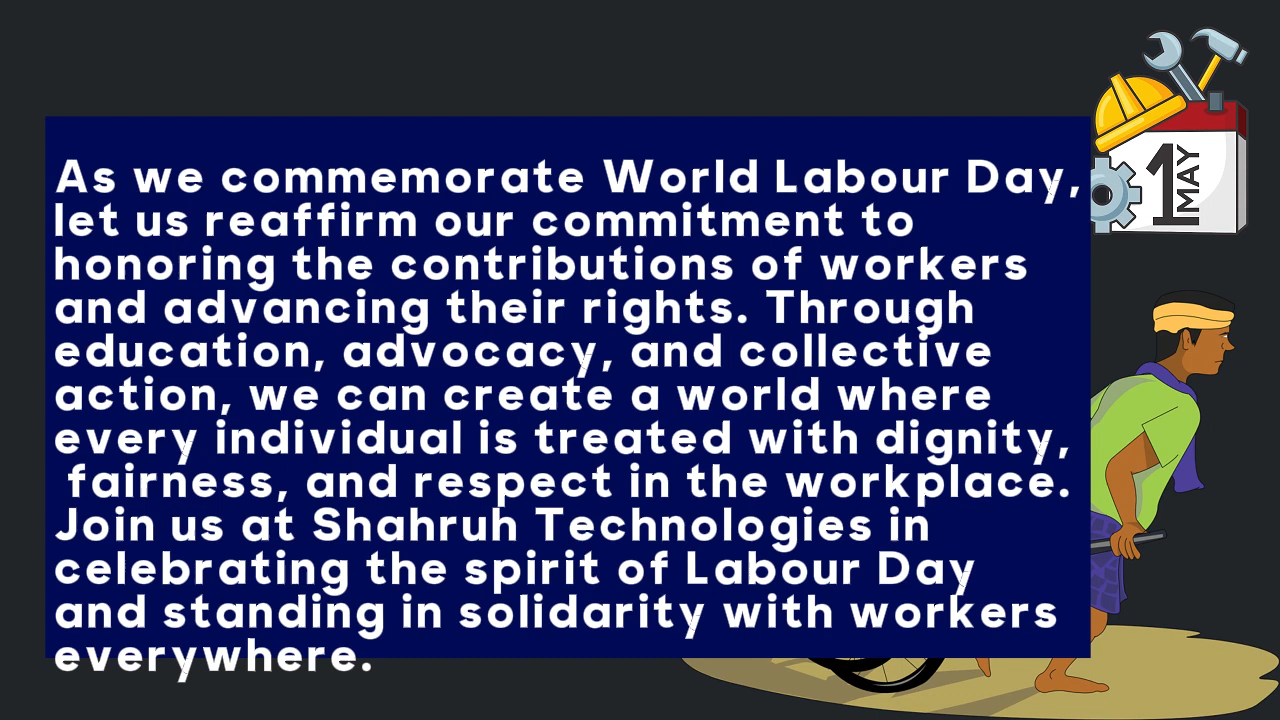 As we commemorate World Labour Day,
let us reaffirm our commitment to
honoring the contributions of workers
and advancing their rights. Through
education, advocacy, and collective
action, we can create a world where
every individual is treated with dignity,
fairness, and respect in the workplace.
Join us at Shahruh Technologies in
celebrating the spirit of Labour Day
and standing in solidarity with workers
everywhere.
1 MAY